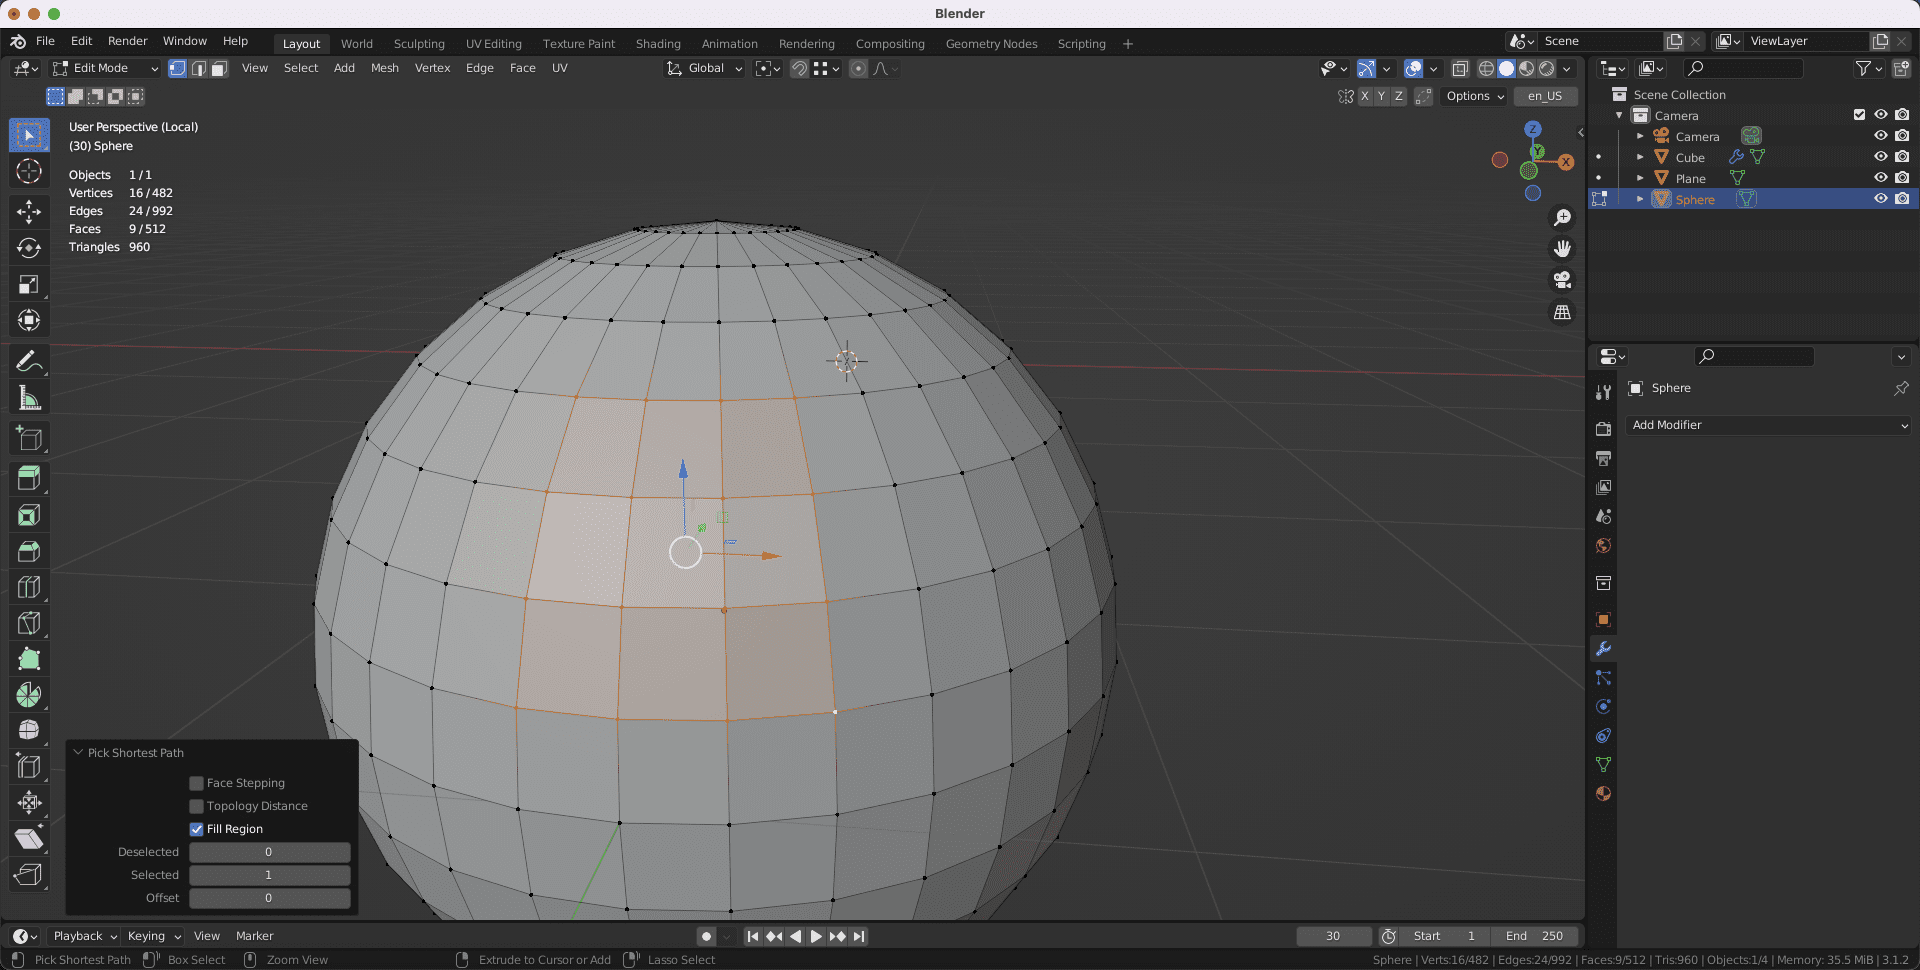 Blender
File Edit Render Window Help Layout World Sculpting UV Editing Texture Paint Shading Animation Rendering Compositing Geometry Nodes Scripting + Scene ViewLayer
Edit Mode View Select Add Mesh Vertex Edge Face UV Global
X Y Z Options en_US
User Perspective (Local)
(30) Sphere
Objects 1 / 1
Vertices 16 / 482
Edges 24 / 992
Faces 9 / 512
Triangles 960
Z
Y
X
Scene Collection
Camera
Camera
Cube
Plane
Sphere
Sphere
Add Modifier
Pick Shortest Path
Face Stepping
Topology Distance
Fill Region
Deselected 0
Selected 1
Offset 0
Playback Keying View Marker 30 Start 1 End 250
Pick Shortest Path Box Select Zoom View Extrude to Cursor or Add Lasso Select Sphere | Verts:16/482 | Edges:24/992 | Faces:9/512 | Tris:960 | Objects:1/4 | Memory: 35.5 MiB | 3.1.2